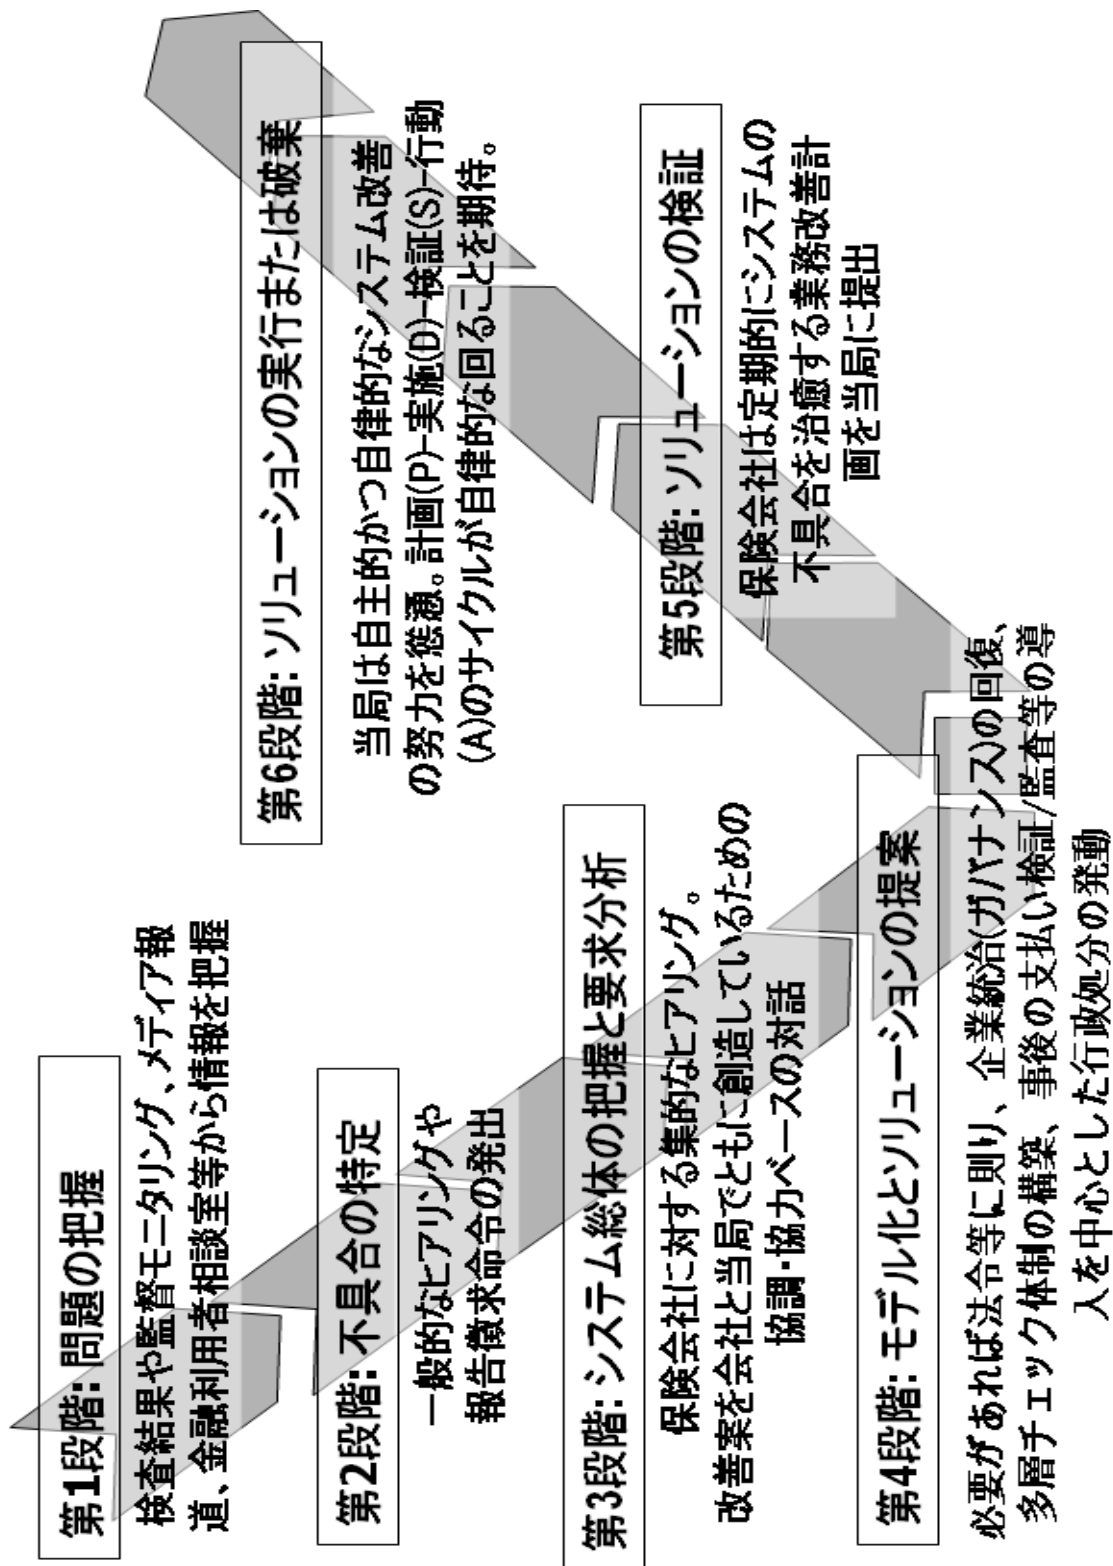 第1段階: 問題の把握
検査結果や監督モニタリング、メディア報
道、金融利用者相談室等から情報を把握
第2段階: 不具合の特定
一般的なヒアリングや
報告徴求命令の発出
第3段階: システム総体の把握と要求分析
保険会社に対する集的なヒアリング。
改善案を会社と当局でともに創造しているための
協調・協力ベースの対話
第4段階: モデル化とソリューションの提案
必要があれば法令等に則り、企業統治(ガバナンス)の回復、
多層チェック体制の構築、事後の支払い検証/監査等の導
入を中心とした行政処分の発動
第5段階: ソリューションの検証
保険会社は定期的にシステムの
不具合を治癒する業務改善計
画を当局に提出
第6段階: ソリューションの実行または破棄
当局は自主的かつ自律的なシステム改善
の努力を慫慂。計画(P)-実施(D)-検証(S)-行動
(A)のサイクルが自律的な回ることを期待。